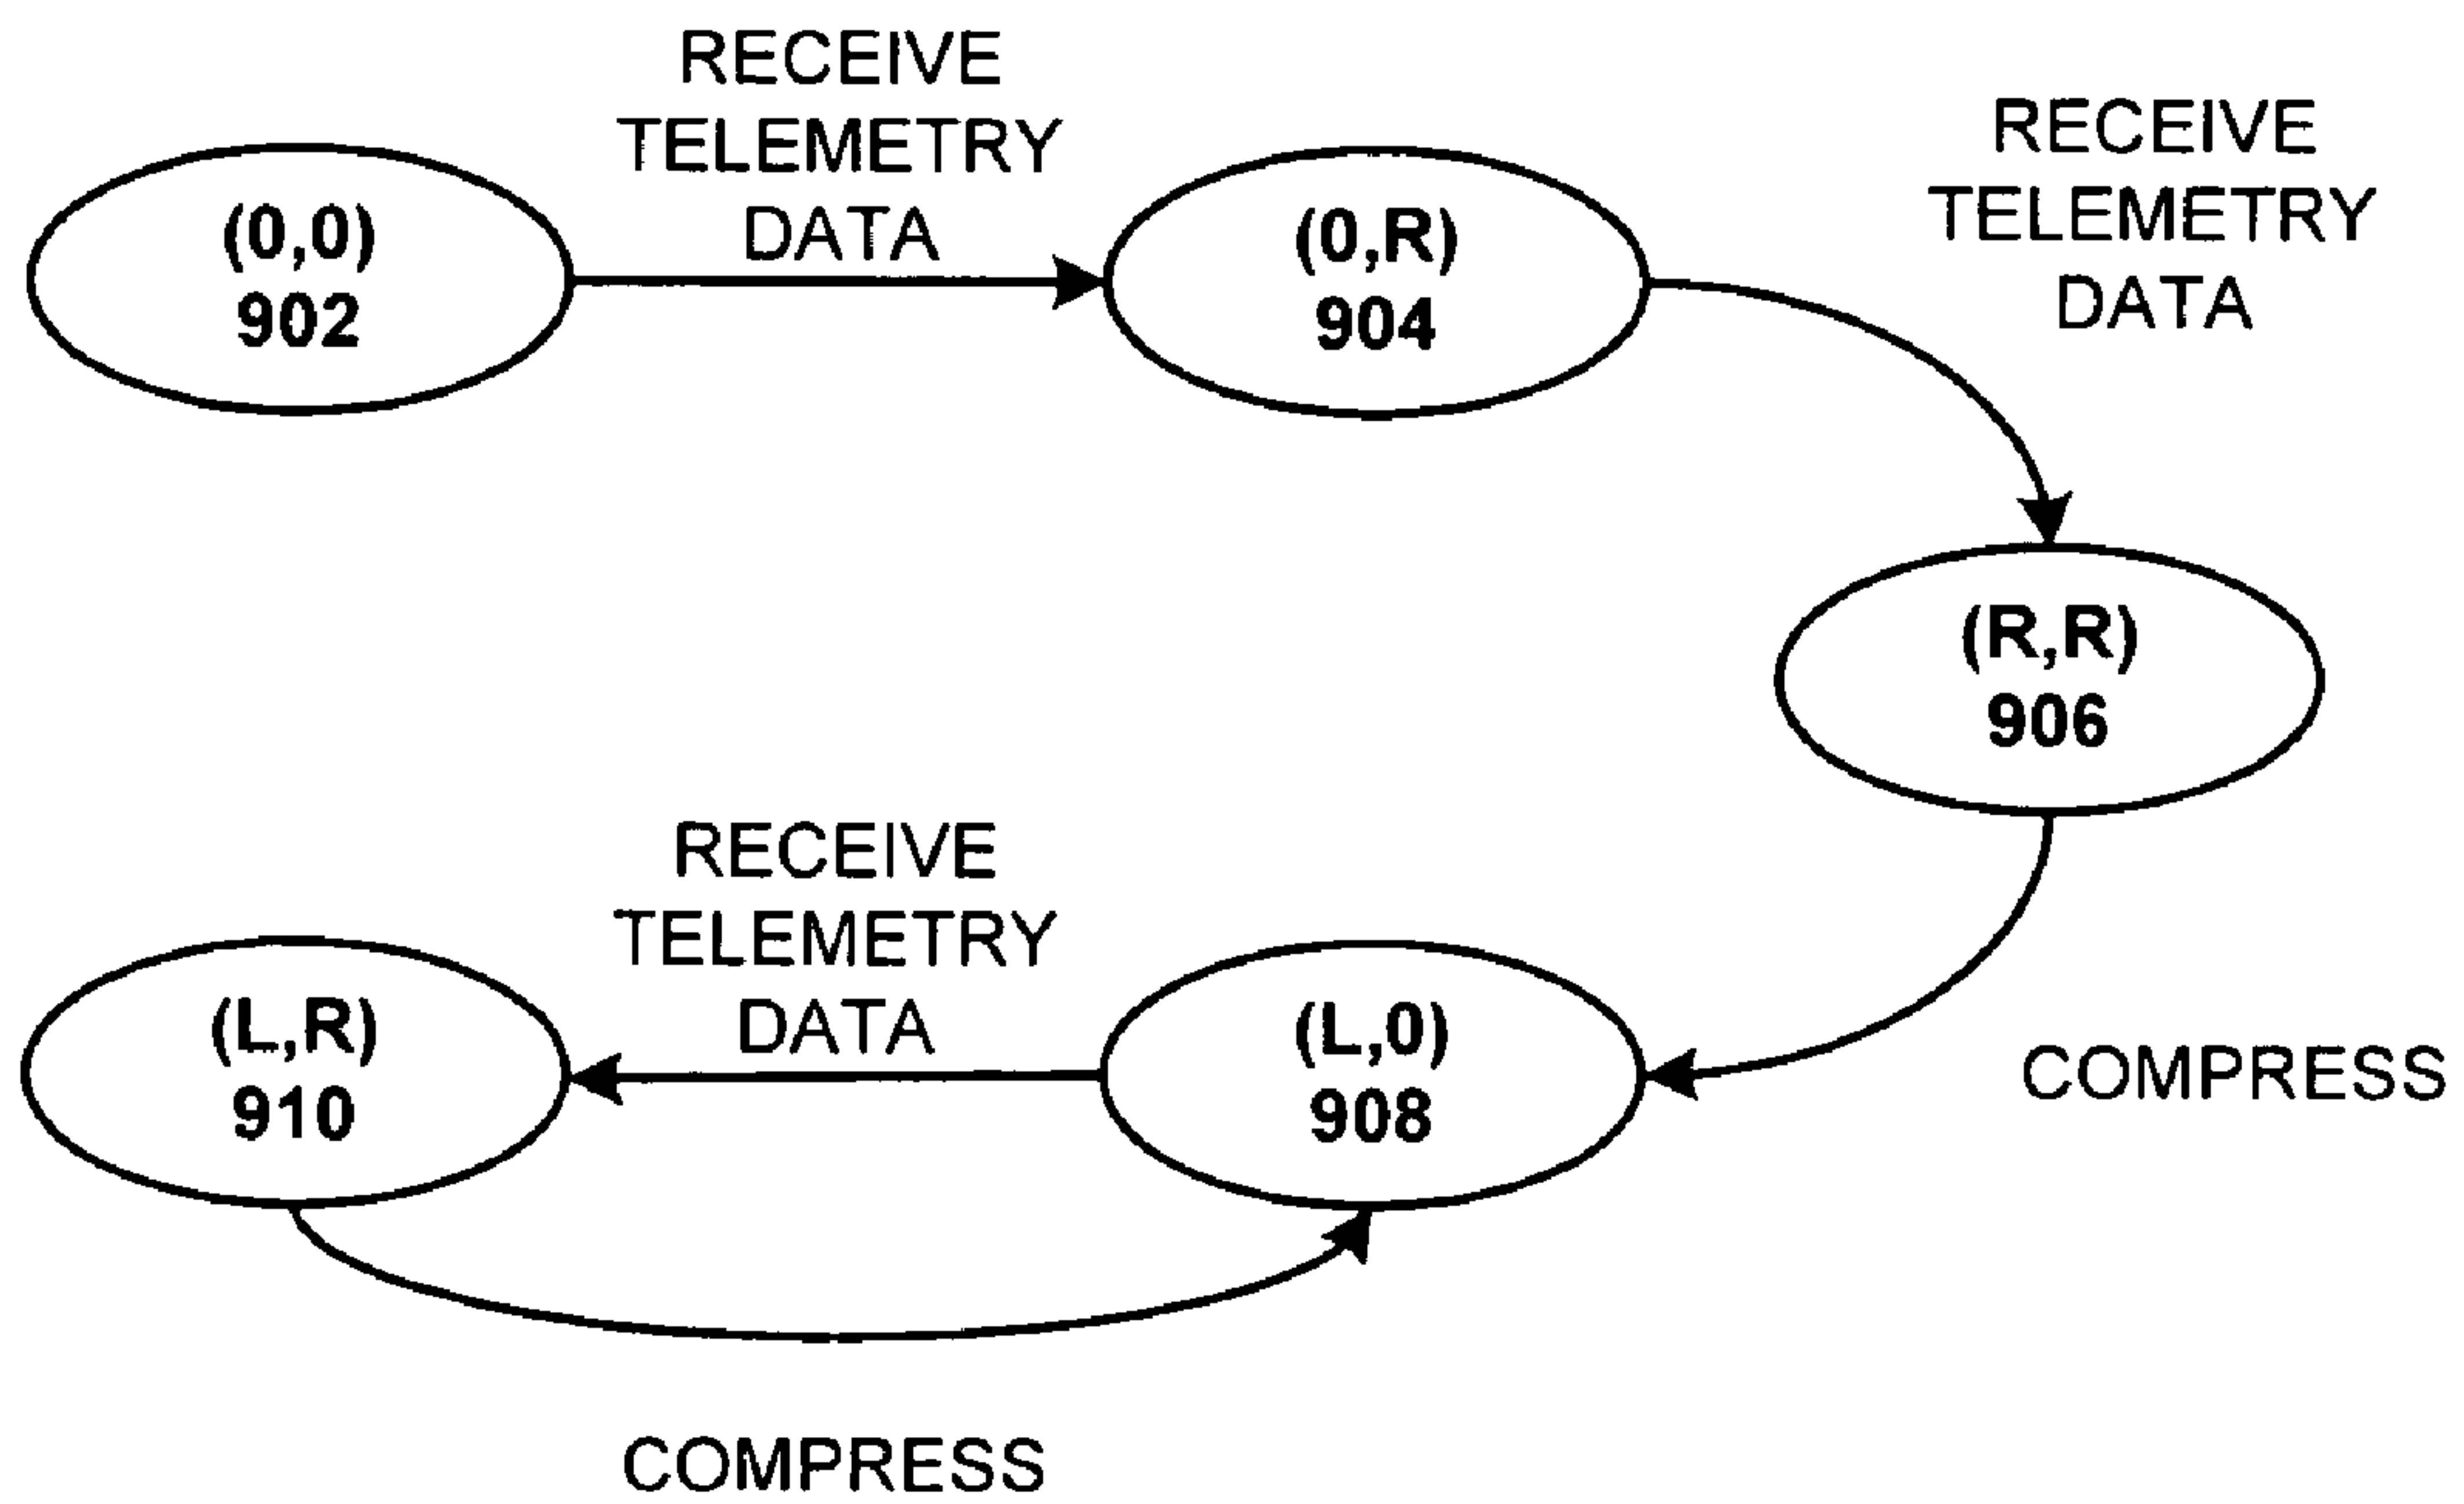 RECEIVE
TELEMETRY
DATA
(0,0)
902
(0,R)
904
RECEIVE
TELEMETRY
DATA
(R,R)
906
COMPRESS
(L,0)
908
RECEIVE
TELEMETRY
DATA
(L,R)
910
COMPRESS